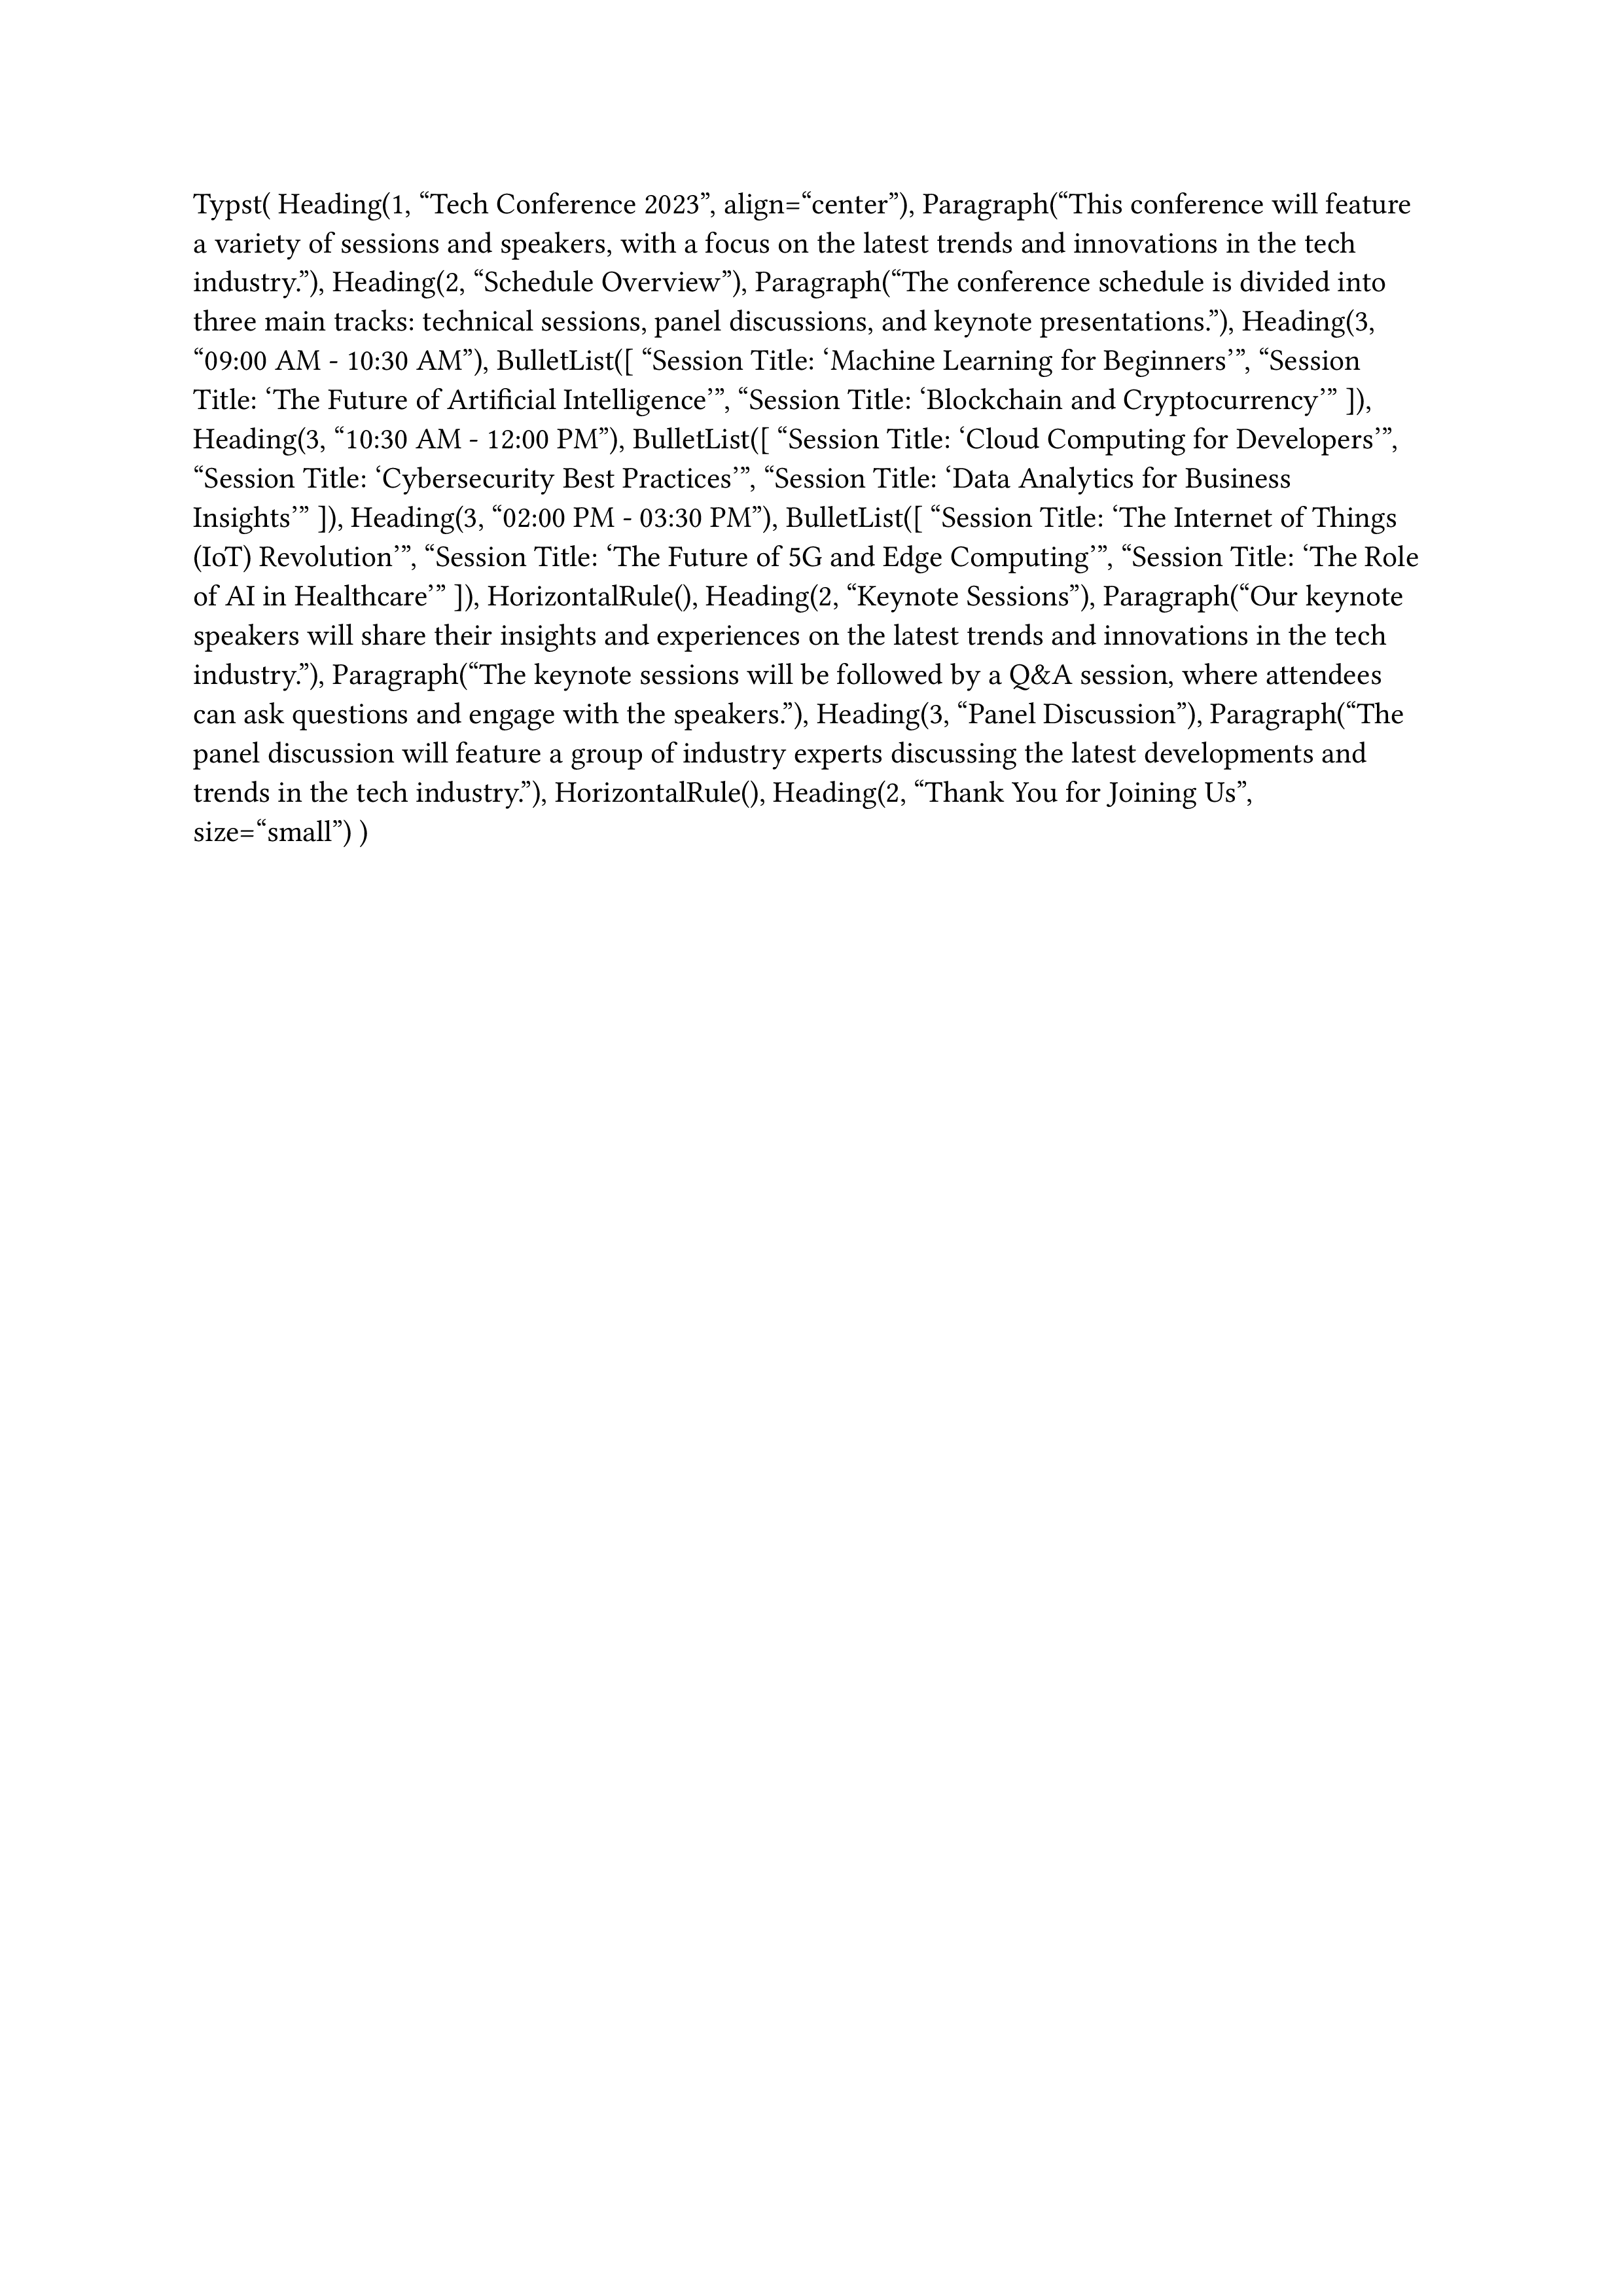 Typst( Heading(1, “Tech Conference 2023”, align=“center”), Paragraph(“This conference will feature
a variety of sessions and speakers, with a focus on the latest trends and innovations in the tech
industry.”), Heading(2, “Schedule Overview”), Paragraph(“The conference schedule is divided into
three main tracks: technical sessions, panel discussions, and keynote presentations.”), Heading(3,
“09:00 AM - 10:30 AM”), BulletList([ “Session Title: ‘Machine Learning for Beginners’”, “Session
Title: ‘The Future of Artificial Intelligence’”, “Session Title: ‘Blockchain and Cryptocurrency’” ]),
Heading(3, “10:30 AM - 12:00 PM”), BulletList([ “Session Title: ‘Cloud Computing for Developers’”,
“Session Title: ‘Cybersecurity Best Practices’”, “Session Title: ‘Data Analytics for Business
Insights’” ]), Heading(3, “02:00 PM - 03:30 PM”), BulletList([ “Session Title: ‘The Internet of Things
(IoT) Revolution’”, “Session Title: ‘The Future of 5G and Edge Computing’”, “Session Title: ‘The Role
of AI in Healthcare’” ]), HorizontalRule(), Heading(2, “Keynote Sessions”), Paragraph(“Our keynote
speakers will share their insights and experiences on the latest trends and innovations in the tech
industry.”), Paragraph(“The keynote sessions will be followed by a Q&A session, where attendees
can ask questions and engage with the speakers.”), Heading(3, “Panel Discussion”), Paragraph(“The
panel discussion will feature a group of industry experts discussing the latest developments and
trends in the tech industry.”), HorizontalRule(), Heading(2, “Thank You for Joining Us”,
size=“small”) )